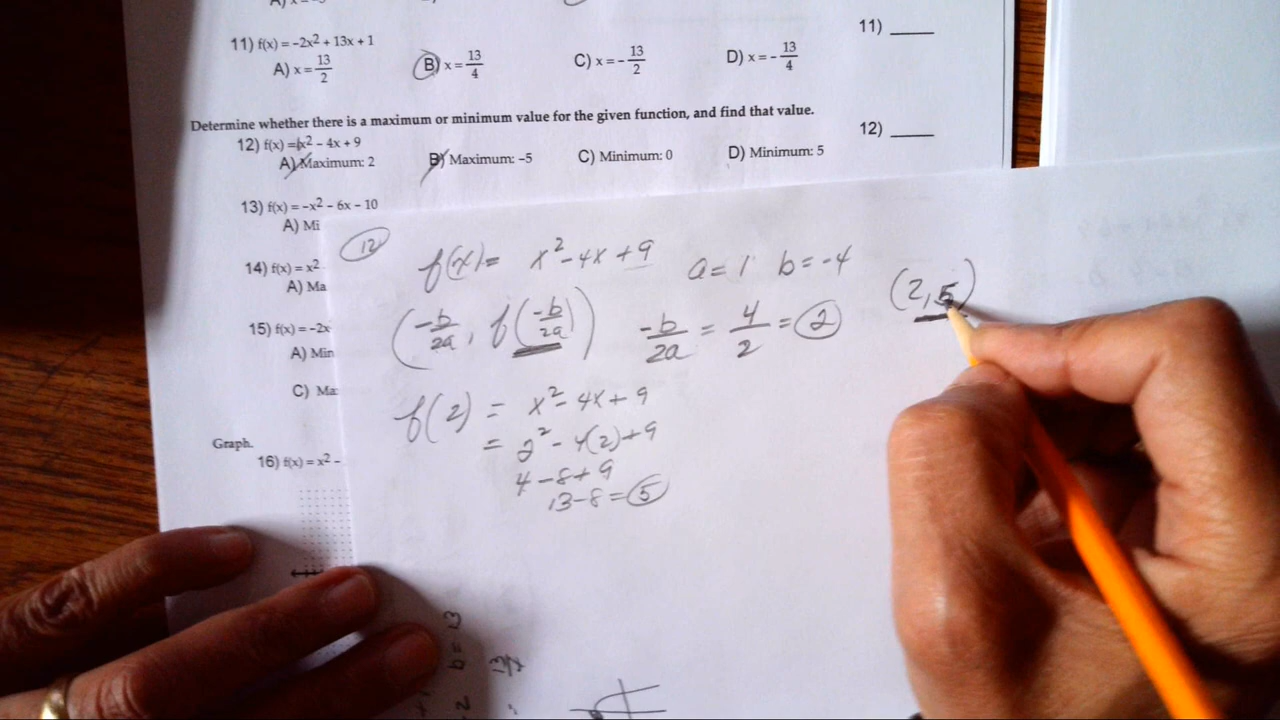 11) f(x) = -2x² + 13x + 1
A) x = 13/2 B) x = 13/4 C) x = - 13/2 D) x = - 13/4
11) ____
Determine whether there is a maximum or minimum value for the given function, and find that value.
12) f(x) = x² - 4x + 9
12) ____
A) Maximum: 2 B) Maximum: -5 C) Minimum: 0 D) Minimum: 5
13) f(x) = -x² - 6x - 10
A) Mi
14) f(x) = x²
A) Ma
15) f(x) = -2x
A) Min
C) Ma
Graph.
16) f(x) = x² -
12
f(x) = x² - 4x + 9 a = 1 b = -4
(-b/2a, f(-b/2a)) -b/2a = 4/2 = 2 (2, 5)
f(2) = x² - 4x + 9
= 2² - 4(2) + 9
4 - 8 + 9
13 - 8 = 5
b = 13